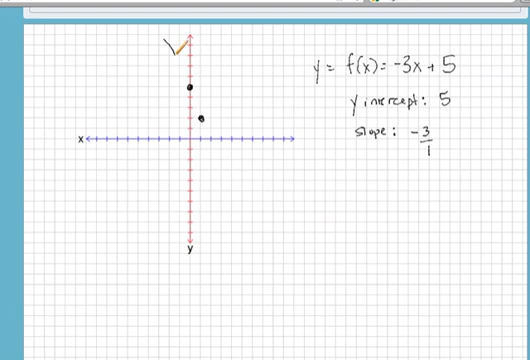 y = f(x) = -3x + 5
y intercept: 5
slope: -3/1
x
y